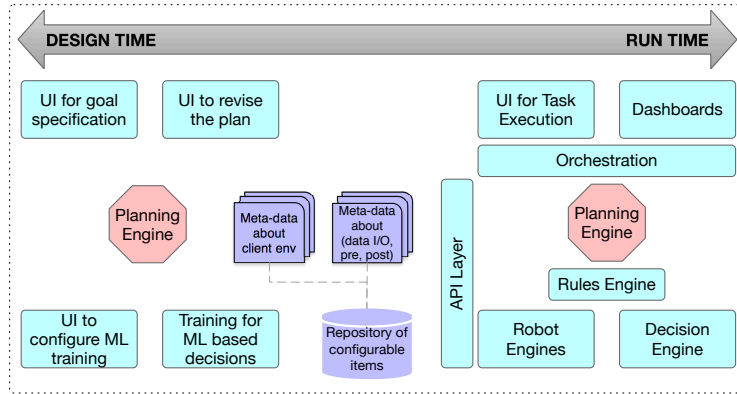 DESIGN TIME
RUN TIME
UI for goal
specification
UI to revise
the plan
UI for Task
Execution
Dashboards
Orchestration
Planning
Engine
Meta-data
about
client env
Meta-data
about
(data I/O,
pre, post)
API Layer
Planning
Engine
Rules Engine
UI to
configure ML
training
Training for
ML based
decisions
Repository of
configurable
items
Robot
Engines
Decision
Engine